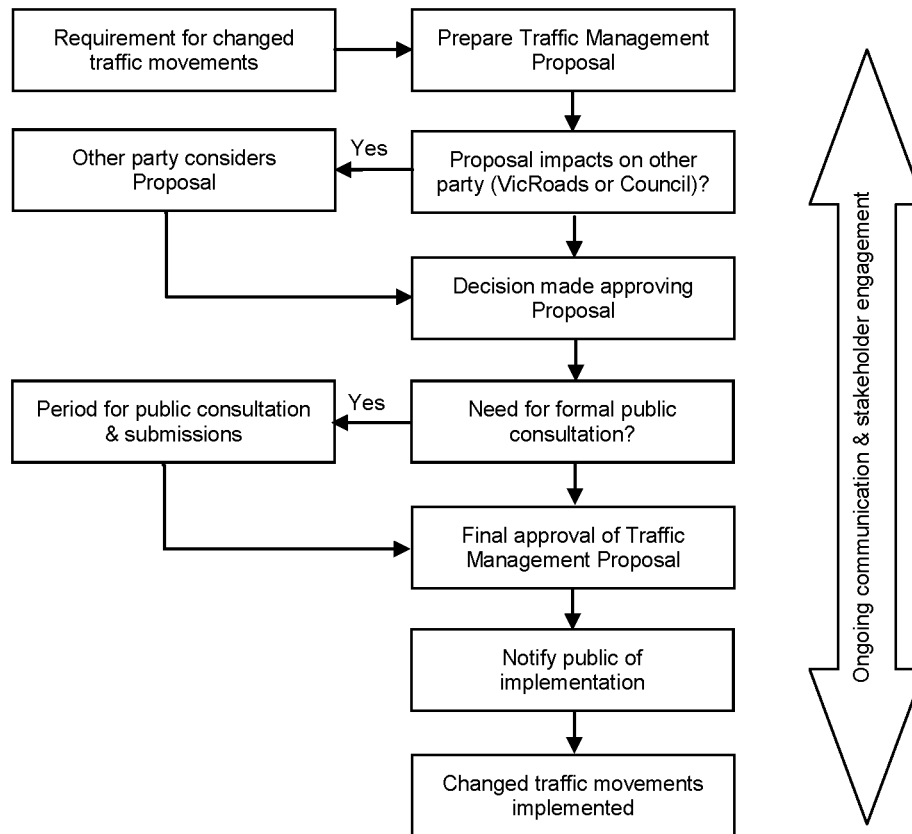 Requirement for changed
traffic movements
Prepare Traffic Management
Proposal
Other party considers
Proposal
Yes
Proposal impacts on other
party (VicRoads or Council)?
Decision made approving
Proposal
Period for public consultation
& submissions
Yes
Need for formal public
consultation?
Final approval of Traffic
Management Proposal
Notify public of
implementation
Changed traffic movements
implemented
Ongoing communication & stakeholder engagement